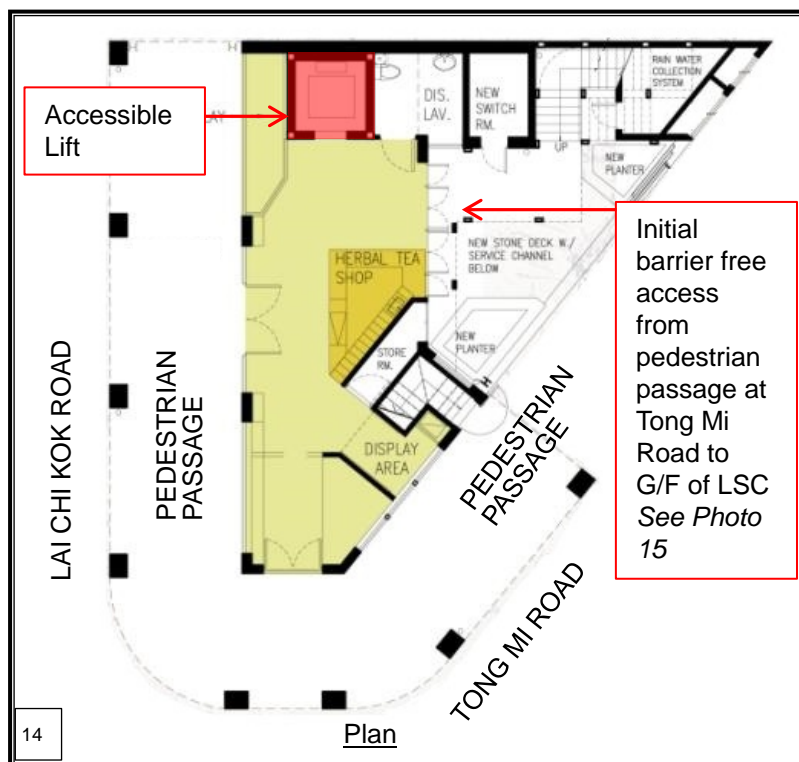 Accessible
Lift
DIS.
LAV.
NEW
SWITCH
RM.
RAIN WATER
COLLECTION
SYSTEM
UP
NEW
PLANTER
Initial
barrier free
access
from
pedestrian
passage at
Tong Mi
Road to
G/F of LSC
See Photo
15
HERBAL TEA
SHOP
NEW STONE DECK W./
SERVICE CHANNEL
BELOW
STORE
RM.
NEW
PLANTER
DISPLAY
AREA
LAI CHI KOK ROAD
PEDESTRIAN
PASSAGE
PEDESTRIAN
PASSAGE
TONG MI ROAD
14
Plan